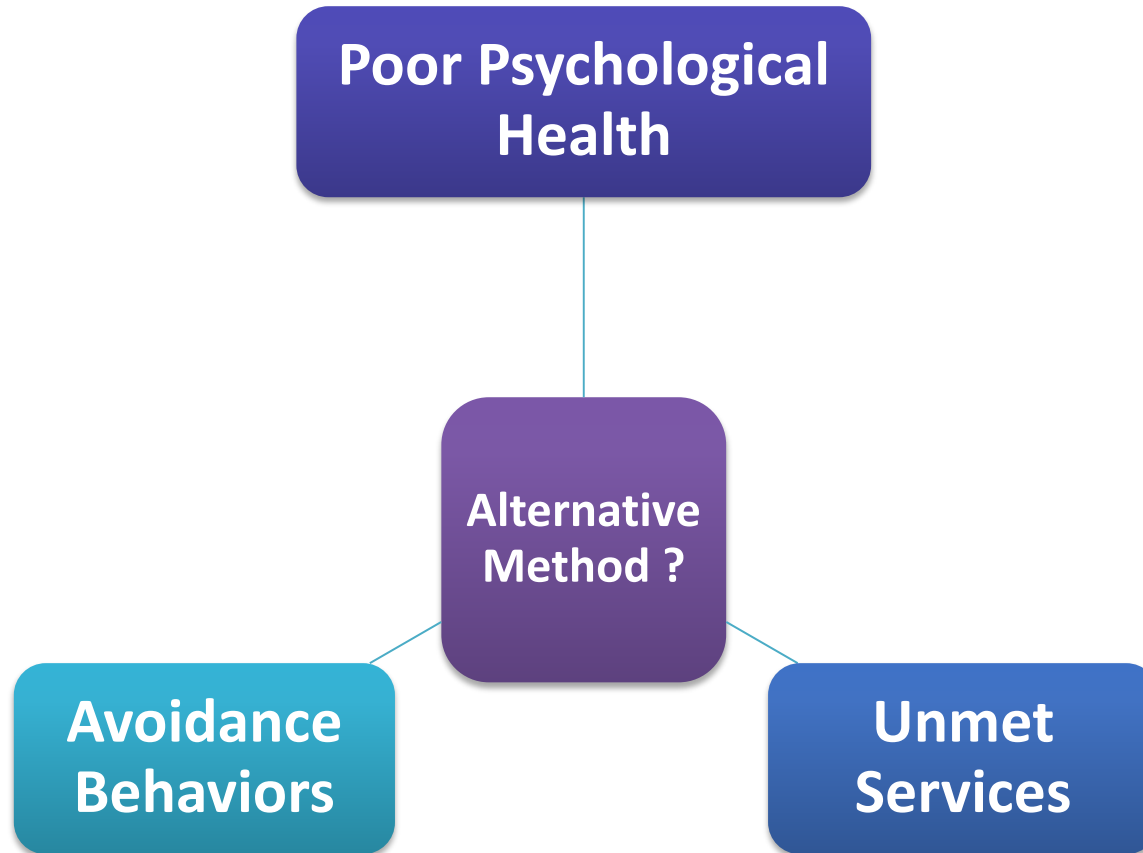 Poor Psychological
Health
Alternative
Method ?
Avoidance
Behaviors
Unmet
Services